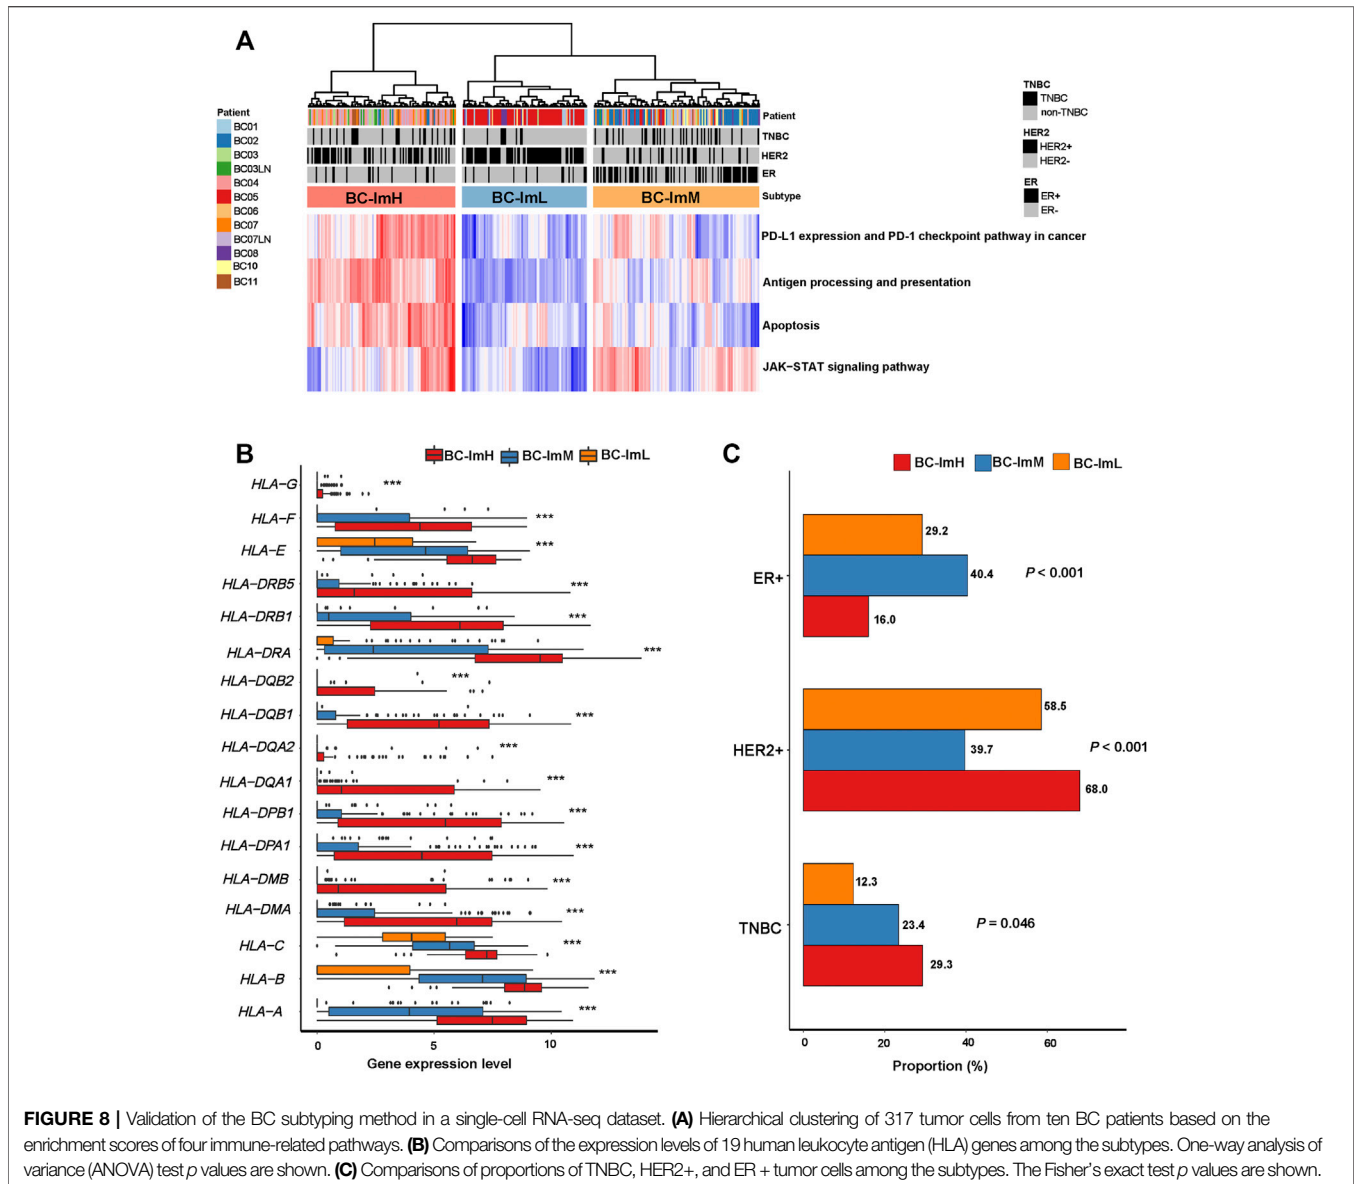 A
Patient
BC01
BC02
BC03
BC03LN
BC04
BC05
BC06
BC07
BC07LN
BC08
BC10
BC11
Patient
TNBC
HER2
ER
Subtype
BC-ImH
BC-ImL
BC-ImM
PD-L1 expression and PD-1 checkpoint pathway in cancer
Antigen processing and presentation
Apoptosis
JAK−STAT signaling pathway
TNBC
TNBC
non-TNBC
HER2
HER2+
HER2-
ER
ER+
ER-
B
BC-ImH BC-ImM BC-ImL
HLA−G ***
HLA−F ***
HLA−E ***
HLA−DRB5 ***
HLA−DRB1 ***
HLA−DRA ***
HLA−DQB2 ***
HLA−DQB1 ***
HLA−DQA2 ***
HLA−DQA1 ***
HLA−DPB1 ***
HLA−DPA1 ***
HLA−DMB ***
HLA−DMA ***
HLA−C ***
HLA−B ***
HLA−A ***
0 5 10
Gene expression level
C
BC-ImH BC-ImM BC-ImL
ER+
29.2
40.4
16.0
P < 0.001
HER2+
58.5
39.7
68.0
P < 0.001
TNBC
12.3
23.4
29.3
P = 0.046
0 20 40 60
Proportion (%)
FIGURE 8 | Validation of the BC subtyping method in a single-cell RNA-seq dataset. (A) Hierarchical clustering of 317 tumor cells from ten BC patients based on the
enrichment scores of four immune-related pathways. (B) Comparisons of the expression levels of 19 human leukocyte antigen (HLA) genes among the subtypes. One-way analysis of
variance (ANOVA) test p values are shown. (C) Comparisons of proportions of TNBC, HER2+, and ER + tumor cells among the subtypes. The Fisher's exact test p values are shown.